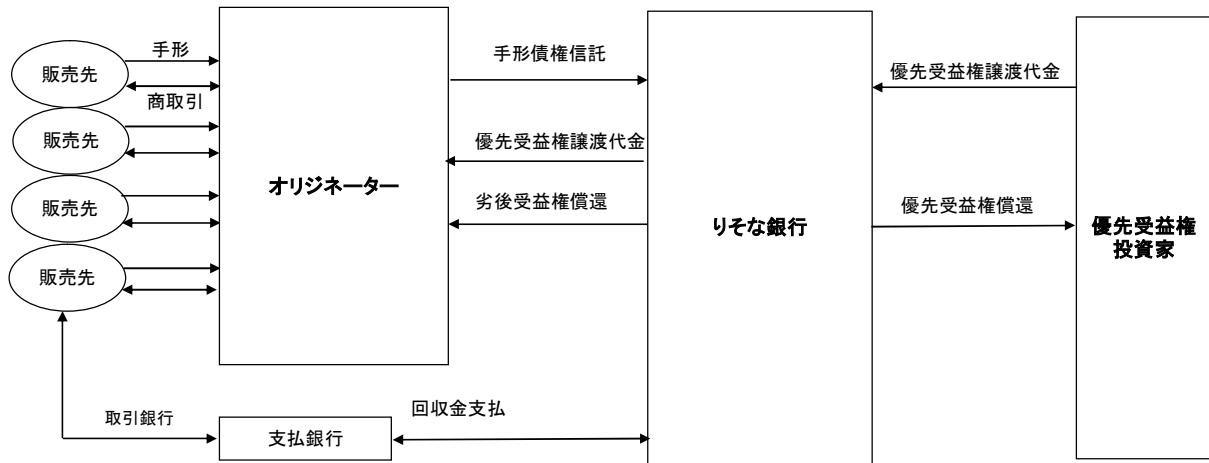 手形
販売先
商取引
販売先
販売先
販売先
オリジネーター
手形債権信託
優先受益権譲渡代金
劣後受益権償還
りそな銀行
優先受益権譲渡代金
優先受益権償還
優先受益権
投資家
取引銀行
支払銀行
回収金支払